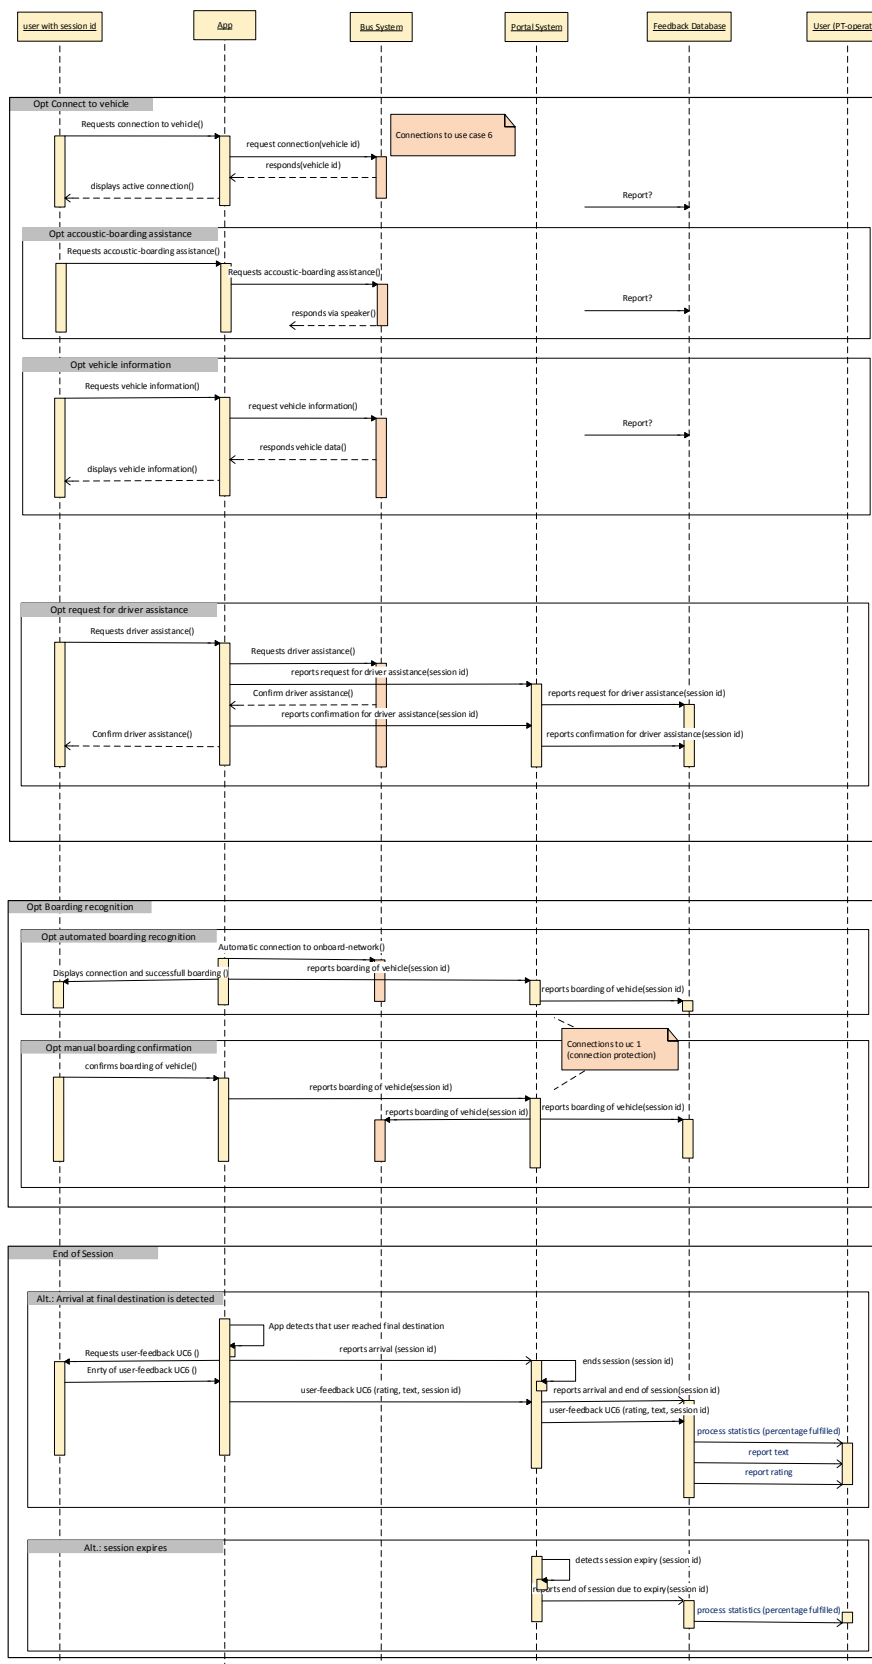 user with session id
App
Bus System
Portal System
Feedback Database
User (PT-operat
Opt Connect to vehicle
Requests connection to vehicle()
Connections to use case 6
request connection(vehicle id)
responds(vehicle id)
displays active connection()
Report?
Opt accoustic-boarding assistance
Requests accoustic-boarding assistance()
Requests accoustic-boarding assistance()
responds via speaker()
Report?
Opt vehicle information
Requests vehicle information()
request vehicle information()
Report?
responds vehicle data()
displays vehicle information()
Opt request for driver assistance
Requests driver assistance()
Requests driver assistance()
reports request for driver assistance(session id)
Confirm driver assistance()
reports request for driver assistance(session id)
reports confirmation for driver assistance(session id)
Confirm driver assistance()
reports confirmation for driver assistance(session id)
Opt Boarding recognition
Opt automated boarding recognition
Automatic connection to onboard-network()
Displays connection and successfull boarding ()
reports boarding of vehicle(session id)
reports boarding of vehicle(session id)
Connections to uc 1
(connection protection)
Opt manual boarding confirmation
confirms boarding of vehicle()
reports boarding of vehicle(session id)
reports boarding of vehicle(session id)
reports boarding of vehicle(session id)
End of Session
Alt.: Arrival at final destination is detected
App detects that user reached final destination
Requests user-feedback UC6 ()
reports arrival (session id)
ends session (session id)
Enrty of user-feedback UC6 ()
user-feedback UC6 (rating, text, session id)
reports arrival and end of session(session id)
user-feedback UC6 (rating, text, session id)
process statistics (percentage fulfilled)
report text
report rating
Alt.: session expires
detects session expiry (session id)
reports end of session due to expiry(session id)
process statistics (percentage fulfilled)